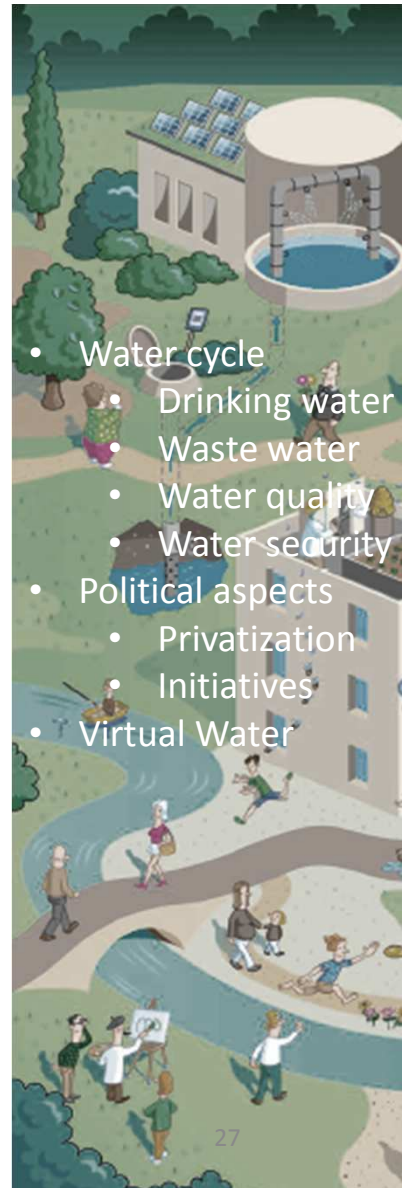 • Water cycle
• Drinking water
• Waste water
• Water quality
• Water security
• Political aspects
• Privatization
• Initiatives
• Virtual Water
27